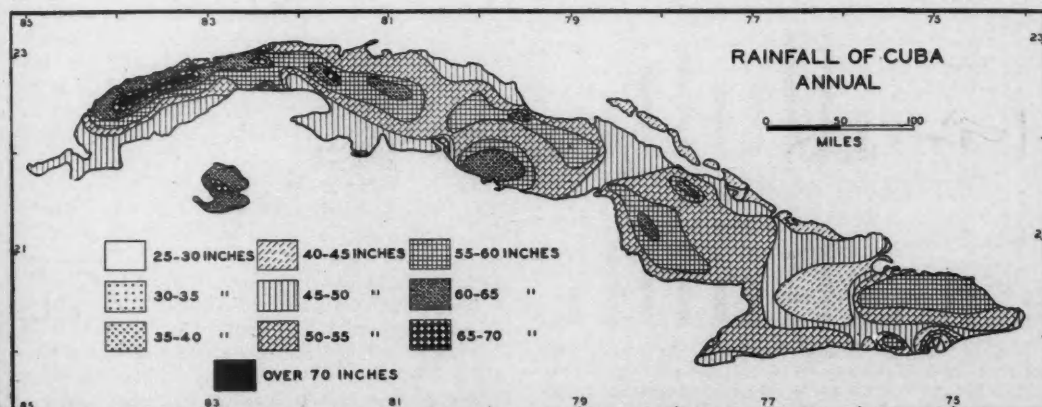 85 83 81 79 77 75
23 23
RAINFALL OF CUBA
ANNUAL
0 50 100
MILES
21 2
25-30 INCHES 40-45 INCHES 55-60 INCHES
30-35 " 45-50 " 60-65 "
35-40 " 50-55 " 65-70 "
OVER 70 INCHES
85 83 81 79 77 75